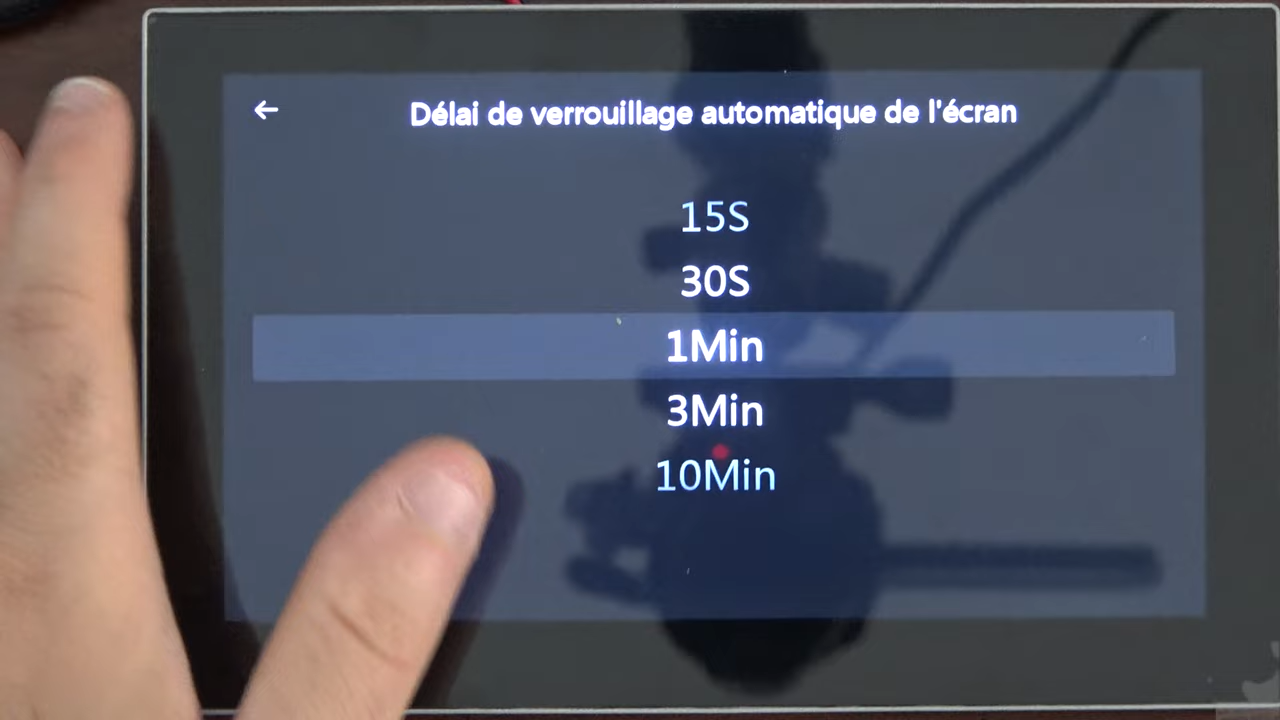 Délai de verrouillage automatique de l'écran
15S
30S
1Min
3Min
10Min